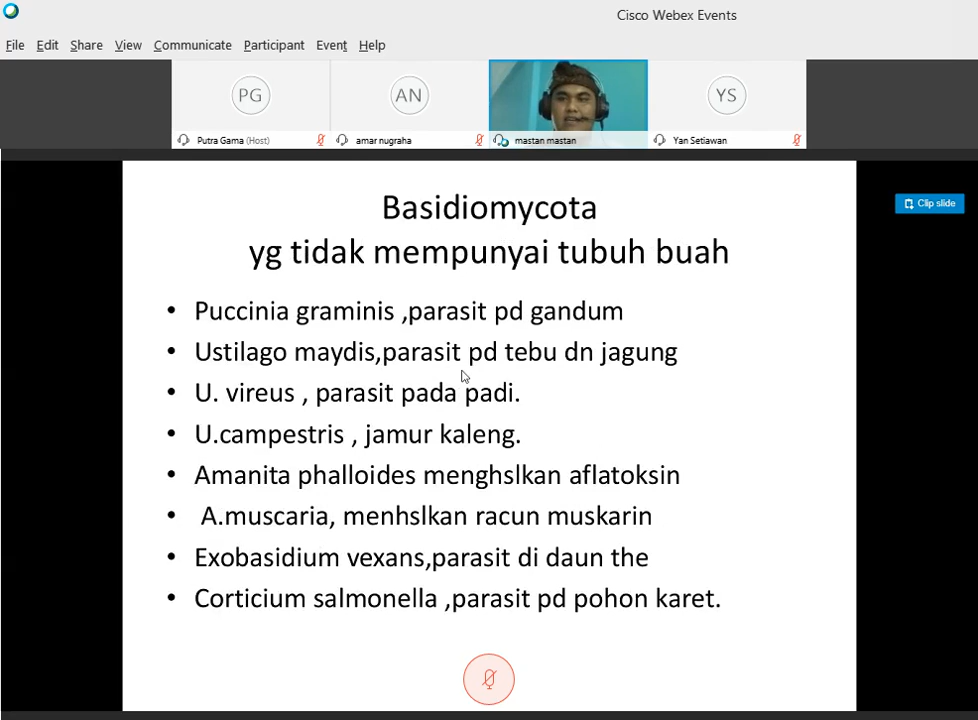 Cisco Webex Events
File Edit Share View Communicate Participant Event Help
PG
AN
YS
Putra Gama (Host)
amar nugraha
mastan mastan
Yan Setiawan
Clip slide
Basidiomycota
yg tidak mempunyai tubuh buah
• Puccinia graminis ,parasit pd gandum
• Ustilago maydis,parasit pd tebu dn jagung
• U. vireus , parasit pada padi.
• U.campestris , jamur kaleng.
• Amanita phalloides menghslkan aflatoksin
• A.muscaria, menhslkan racun muskarin
• Exobasidium vexans,parasit di daun the
• Corticium salmonella ,parasit pd pohon karet.